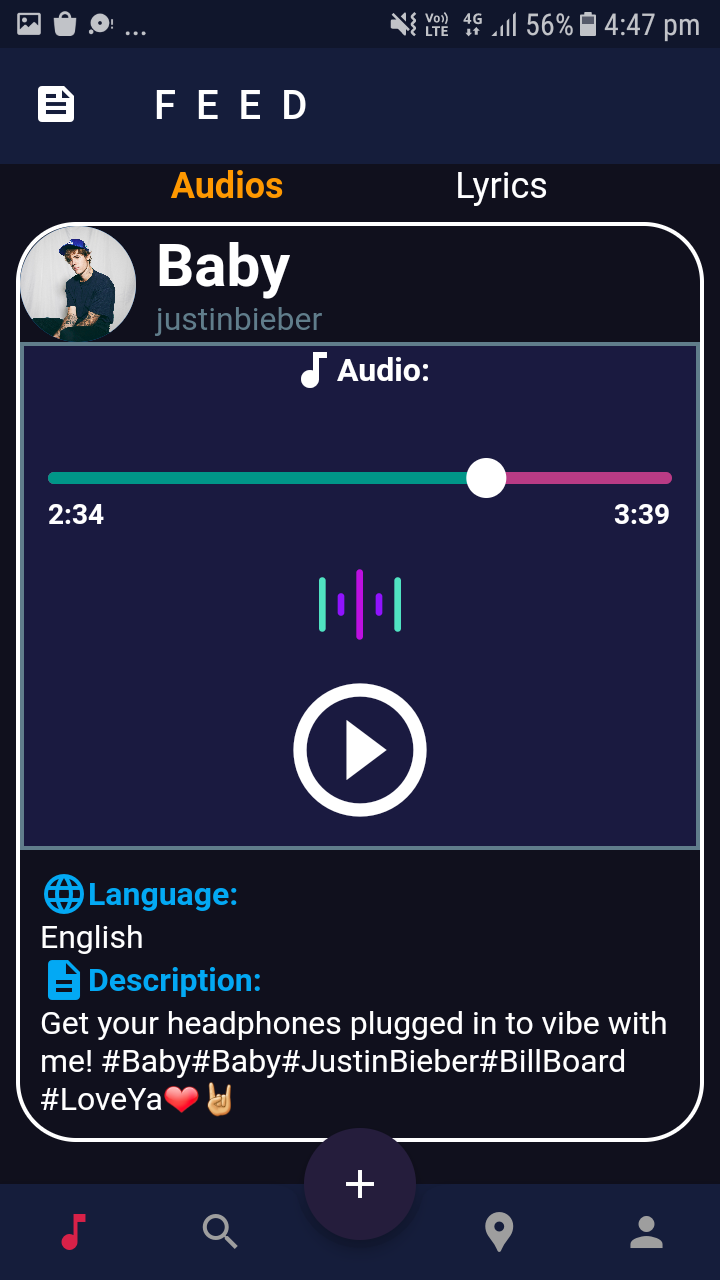 ... Vo)) LTE 4G 56% 4:47 pm
FEED
Audios Lyrics
Baby
justinbieber
Audio:
2:34 3:39
Language:
English
Description:
Get your headphones plugged in to vibe with
me! #Baby#Baby#JustinBieber#BillBoard
#LoveYa❤️🤘🏼